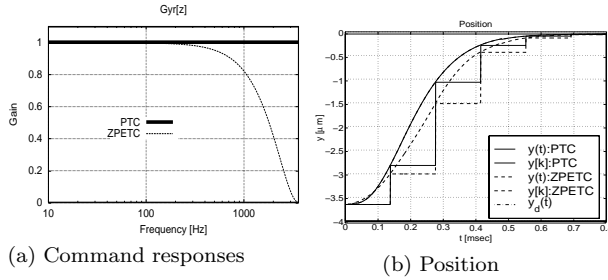 Gyr[z]
1
0.8
0.6
0.4
0.2
0
Gain
PTC
ZPETC
10 100 1000
Frequency [Hz]
(a) Command responses
Position
0
−0.5
−1
−1.5
−2
−2.5
−3
−3.5
−4
y [μm]
y(t):PTC
y[k]:PTC
y(t):ZPETC
y[k]:ZPETC
y_d(t)
0 0.1 0.2 0.3 0.4 0.5 0.6 0.7 0.8
t [msec]
(b) Position